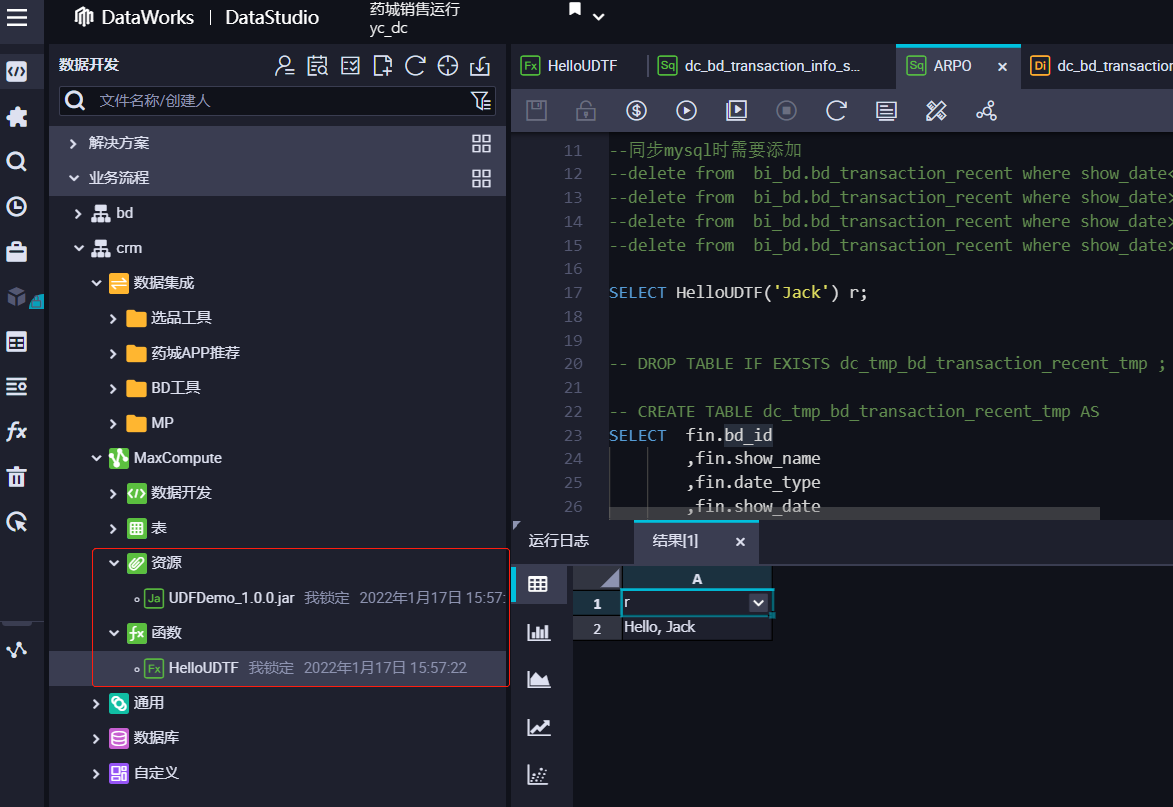 DataWorks | DataStudio
药城销售运行
yc_dc
数据开发
文件名称/创建人
解决方案
业务流程
bd
crm
数据集成
选品工具
药城APP推荐
BD工具
MP
MaxCompute
数据开发
表
资源
Ja UDFDemo_1.0.0.jar 我锁定 2022年1月17日 15:57:
fx 函数
Fx HelloUDTF 我锁定 2022年1月17日 15:57:22
通用
数据库
自定义
Fx HelloUDTF
Sq dc_bd_transaction_info_s...
Sq ARPO ×
Di dc_bd_transaction
11 --同步mysql时需要添加
12 --delete from  bi_bd.bd_transaction_recent where show_date<
13 --delete from  bi_bd.bd_transaction_recent where show_date>
14 --delete from  bi_bd.bd_transaction_recent where show_date>
15 --delete from  bi_bd.bd_transaction_recent where show_date>
16
17 SELECT HelloUDTF('Jack') r;
18
19
20 -- DROP TABLE IF EXISTS dc_tmp_bd_transaction_recent_tmp ;
21
22 -- CREATE TABLE dc_tmp_bd_transaction_recent_tmp AS
23 SELECT  fin.bd_id
24 ,fin.show_name
25 ,fin.date_type
26 ,fin.show_date
运行日志
结果[1] ×
A
1 r
2 Hello, Jack